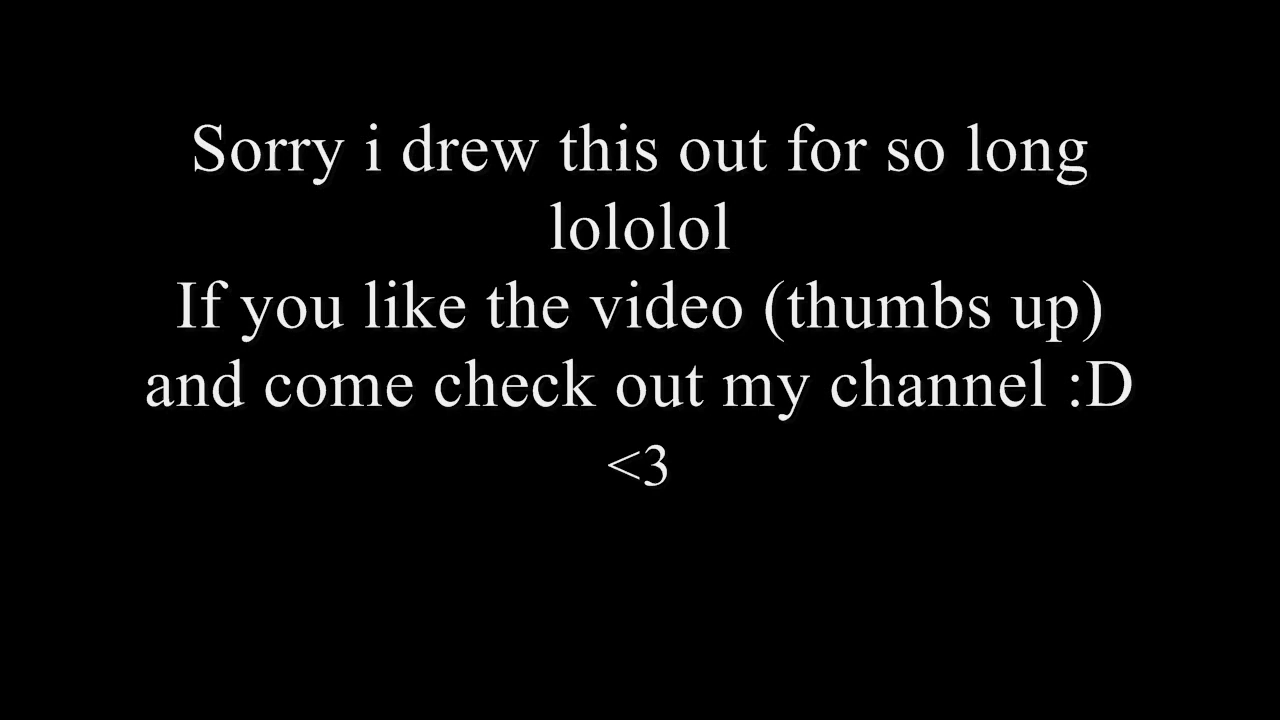 Sorry i drew this out for so long
lololol
If you like the video (thumbs up)
and come check out my channel :D
<3